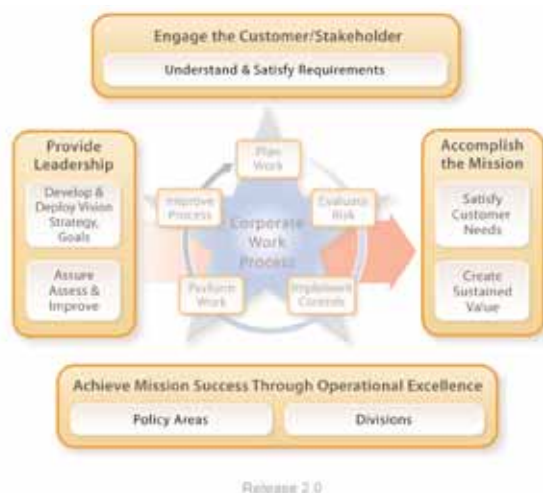 Engage the Customer/Stakeholder
Understand & Satisfy Requirements
Provide
Leadership
Develop &
Deploy Vision
Strategy,
Goals
Assure
Assess &
Improve
Plan
Work
Improve
Process
Evaluate
Risk
Corporate
Work
Process
Perform
Work
Implement
Controls
Accomplish
the Mission
Satisfy
Customer
Needs
Create
Sustained
Value
Achieve Mission Success Through Operational Excellence
Policy Areas
Divisions
Release 2.0